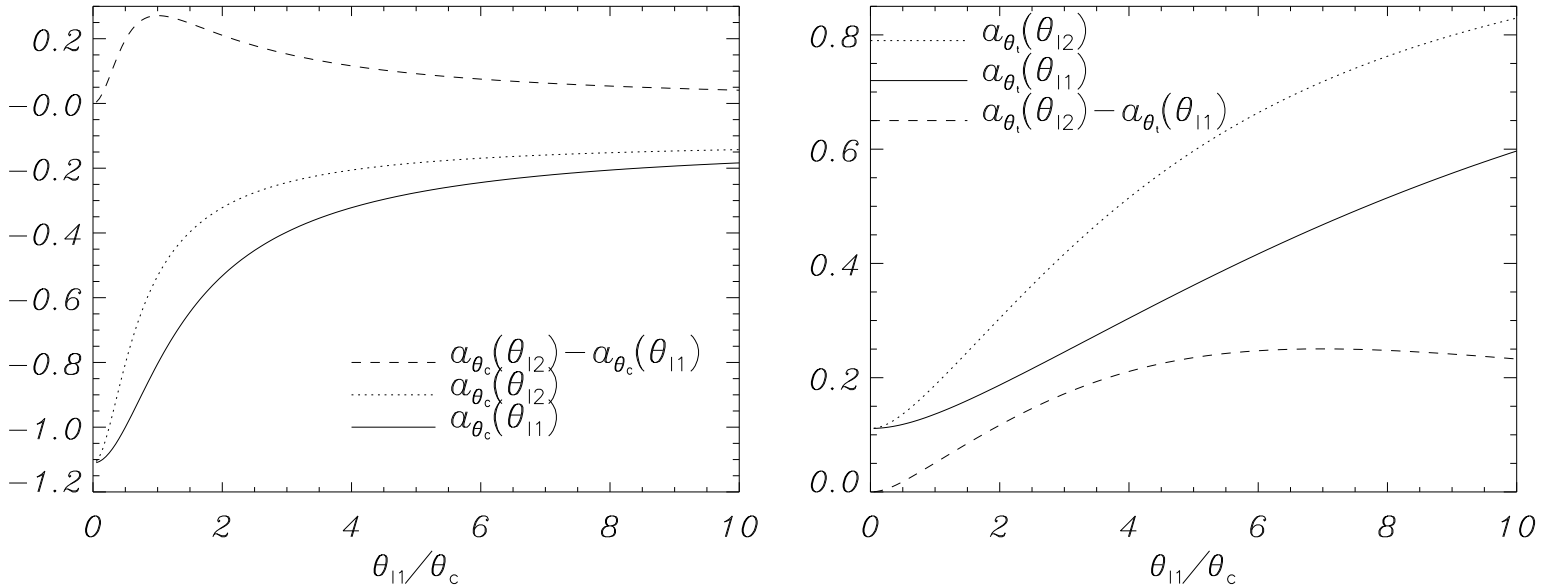 0.2
−0.0
−0.2
−0.4
−0.6
−0.8
−1.0
−1.2
0 2 4 6 8 10
θ_l1/θ_c
α_θc(θ_l2)−α_θc(θ_l1)
α_θc(θ_l2)
α_θc(θ_l1)
0.8
0.6
0.4
0.2
0.0
0 2 4 6 8 10
θ_l1/θ_c
α_θt(θ_l2)
α_θt(θ_l1)
α_θt(θ_l2)−α_θt(θ_l1)